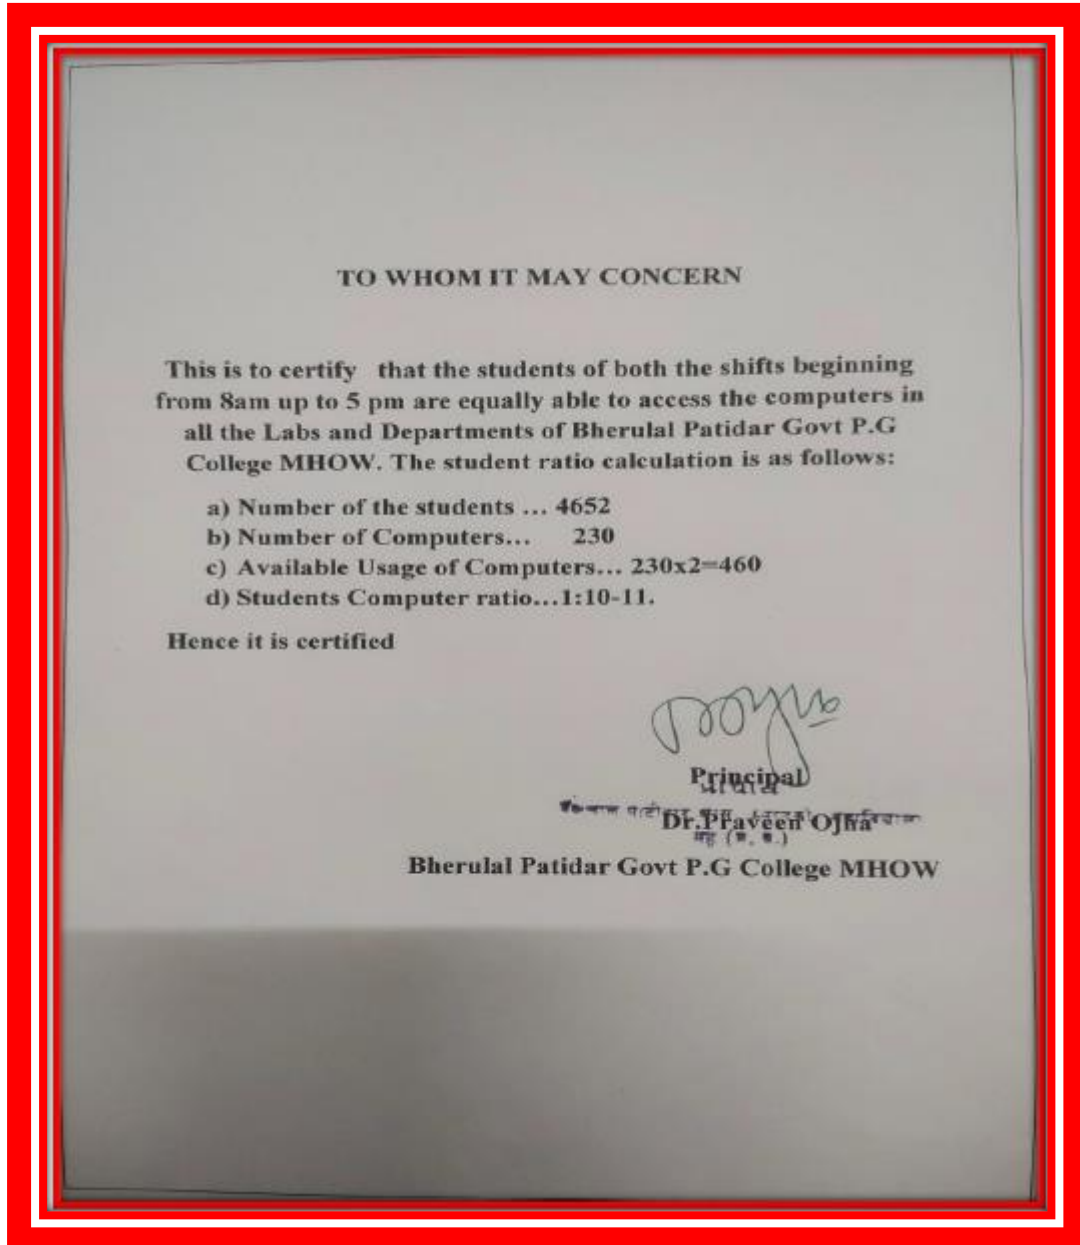 TO WHOM IT MAY CONCERN
This is to certify that the students of both the shifts beginning
from 8am up to 5 pm are equally able to access the computers in
all the Labs and Departments of Bherulal Patidar Govt P.G
College MHOW. The student ratio calculation is as follows:
a) Number of the students ... 4652
b) Number of Computers... 230
c) Available Usage of Computers... 230x2=460
d) Students Computer ratio...1:10-11.
Hence it is certified
Principal
Dr.Praveen Ojha
Bherulal Patidar Govt P.G College MHOW